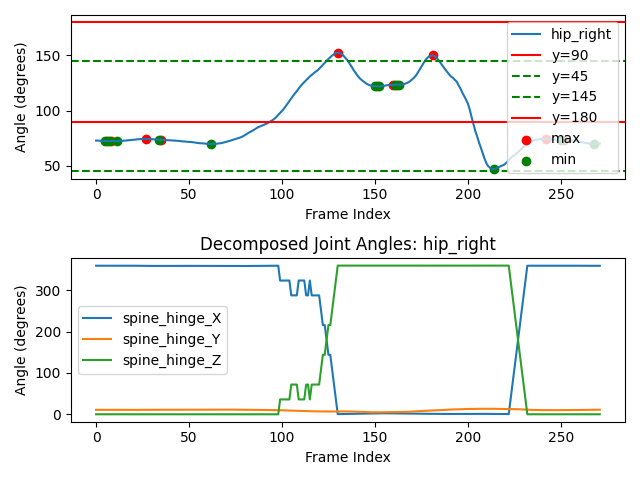 150
100
50
Angle (degrees)
0
50
100
150
200
250
Frame Index
hip_right
y=90
y=45
y=145
y=180
max
min
Decomposed Joint Angles: hip_right
300
200
100
0
Angle (degrees)
spine_hinge_X
spine_hinge_Y
spine_hinge_Z
0
50
100
150
200
250
Frame Index